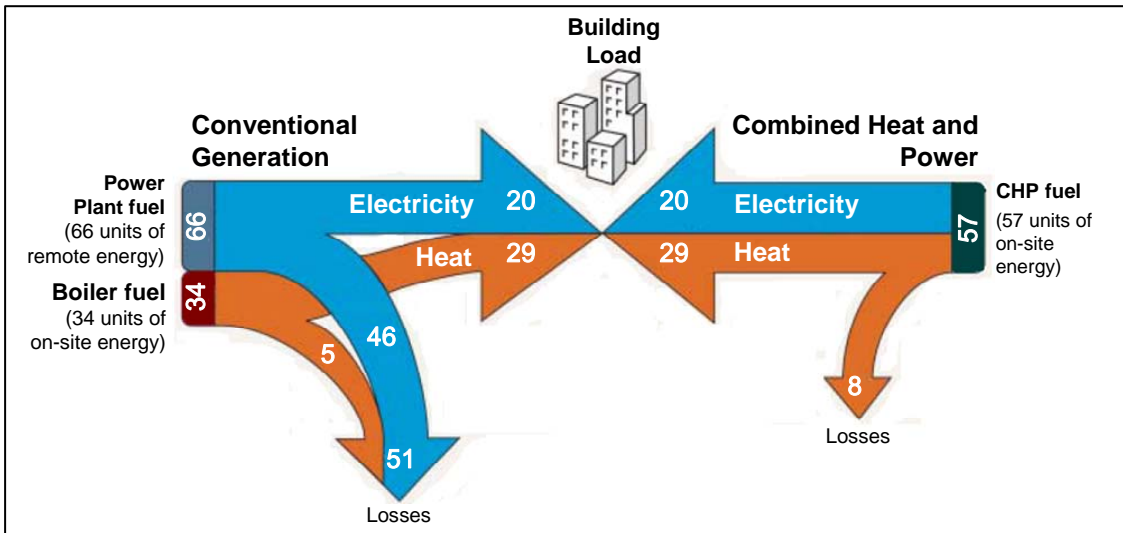 Building
Load
Conventional
Generation
Combined Heat and
Power
Power
Plant fuel
(66 units of
remote energy)
66
Electricity 20
20 Electricity
57
CHP fuel
(57 units of
on-site
energy)
Heat 29
29 Heat
Boiler fuel
(34 units of
on-site energy)
34
46
5
8
Losses
51
Losses